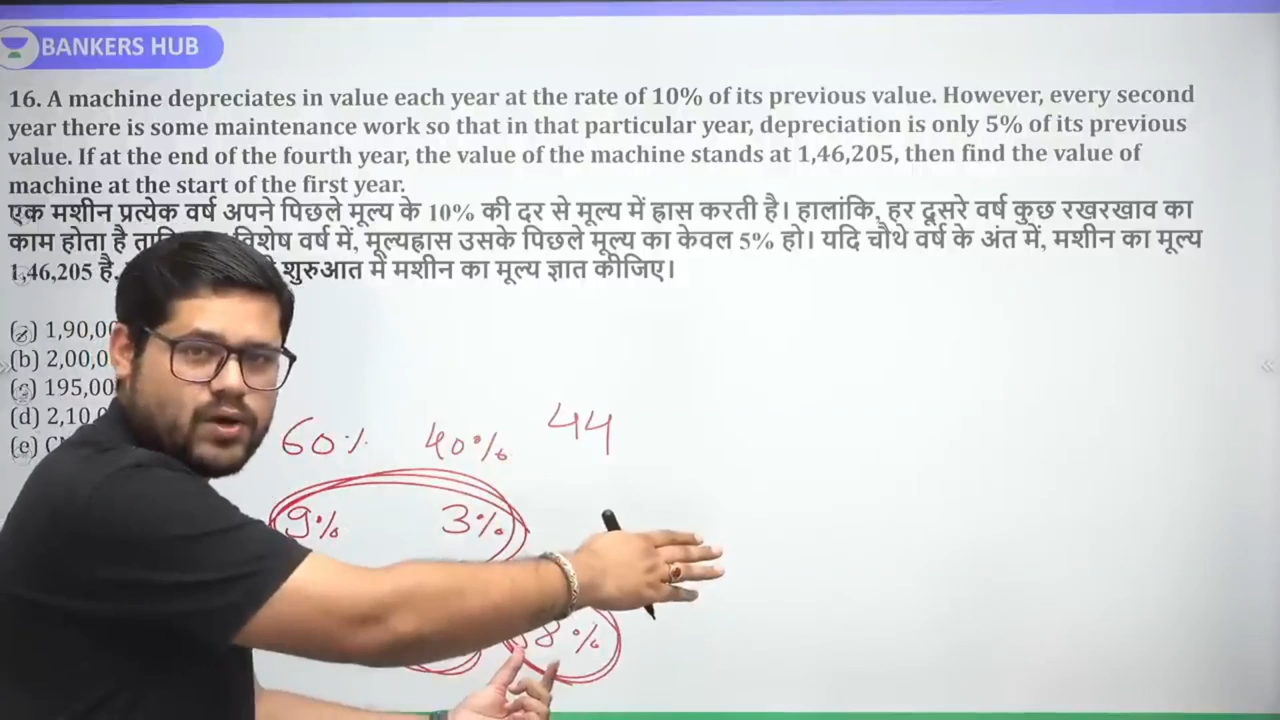 BANKERS HUB
16. A machine depreciates in value each year at the rate of 10% of its previous value. However, every second
year there is some maintenance work so that in that particular year, depreciation is only 5% of its previous
value. If at the end of the fourth year, the value of the machine stands at 1,46,205, then find the value of
machine at the start of the first year.
एक मशीन प्रत्येक वर्ष अपने पिछले मूल्य के 10% की दर से मूल्य में ह्रास करती है। हालांकि, हर दूसरे वर्ष कुछ रखरखाव का
काम होता है विशेष वर्ष में, मूल्यह्रास उसके पिछले मूल्य का केवल 5% हो। यदि चौथे वर्ष के अंत में, मशीन का मूल्य
1,46,205 है, शुरुआत में मशीन का मूल्य ज्ञात कीजिए।
(a) 1,90,0
(b) 2,00,0
(c) 195,00
(d) 2,10,0
(e) C
60% 40% 44
9% 3%
8%